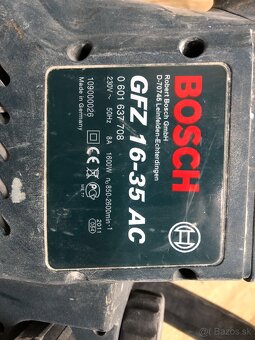 BOSCH
Robert Bosch GmbH
D-70745 Leinfelden-Echterdingen
GFZ 16-35 AC
0 601 637 708
230V ~ 50Hz 8A 1600W n₀ 850-2600min-1
109000026
Made in Germany
2011
Bazos.sk